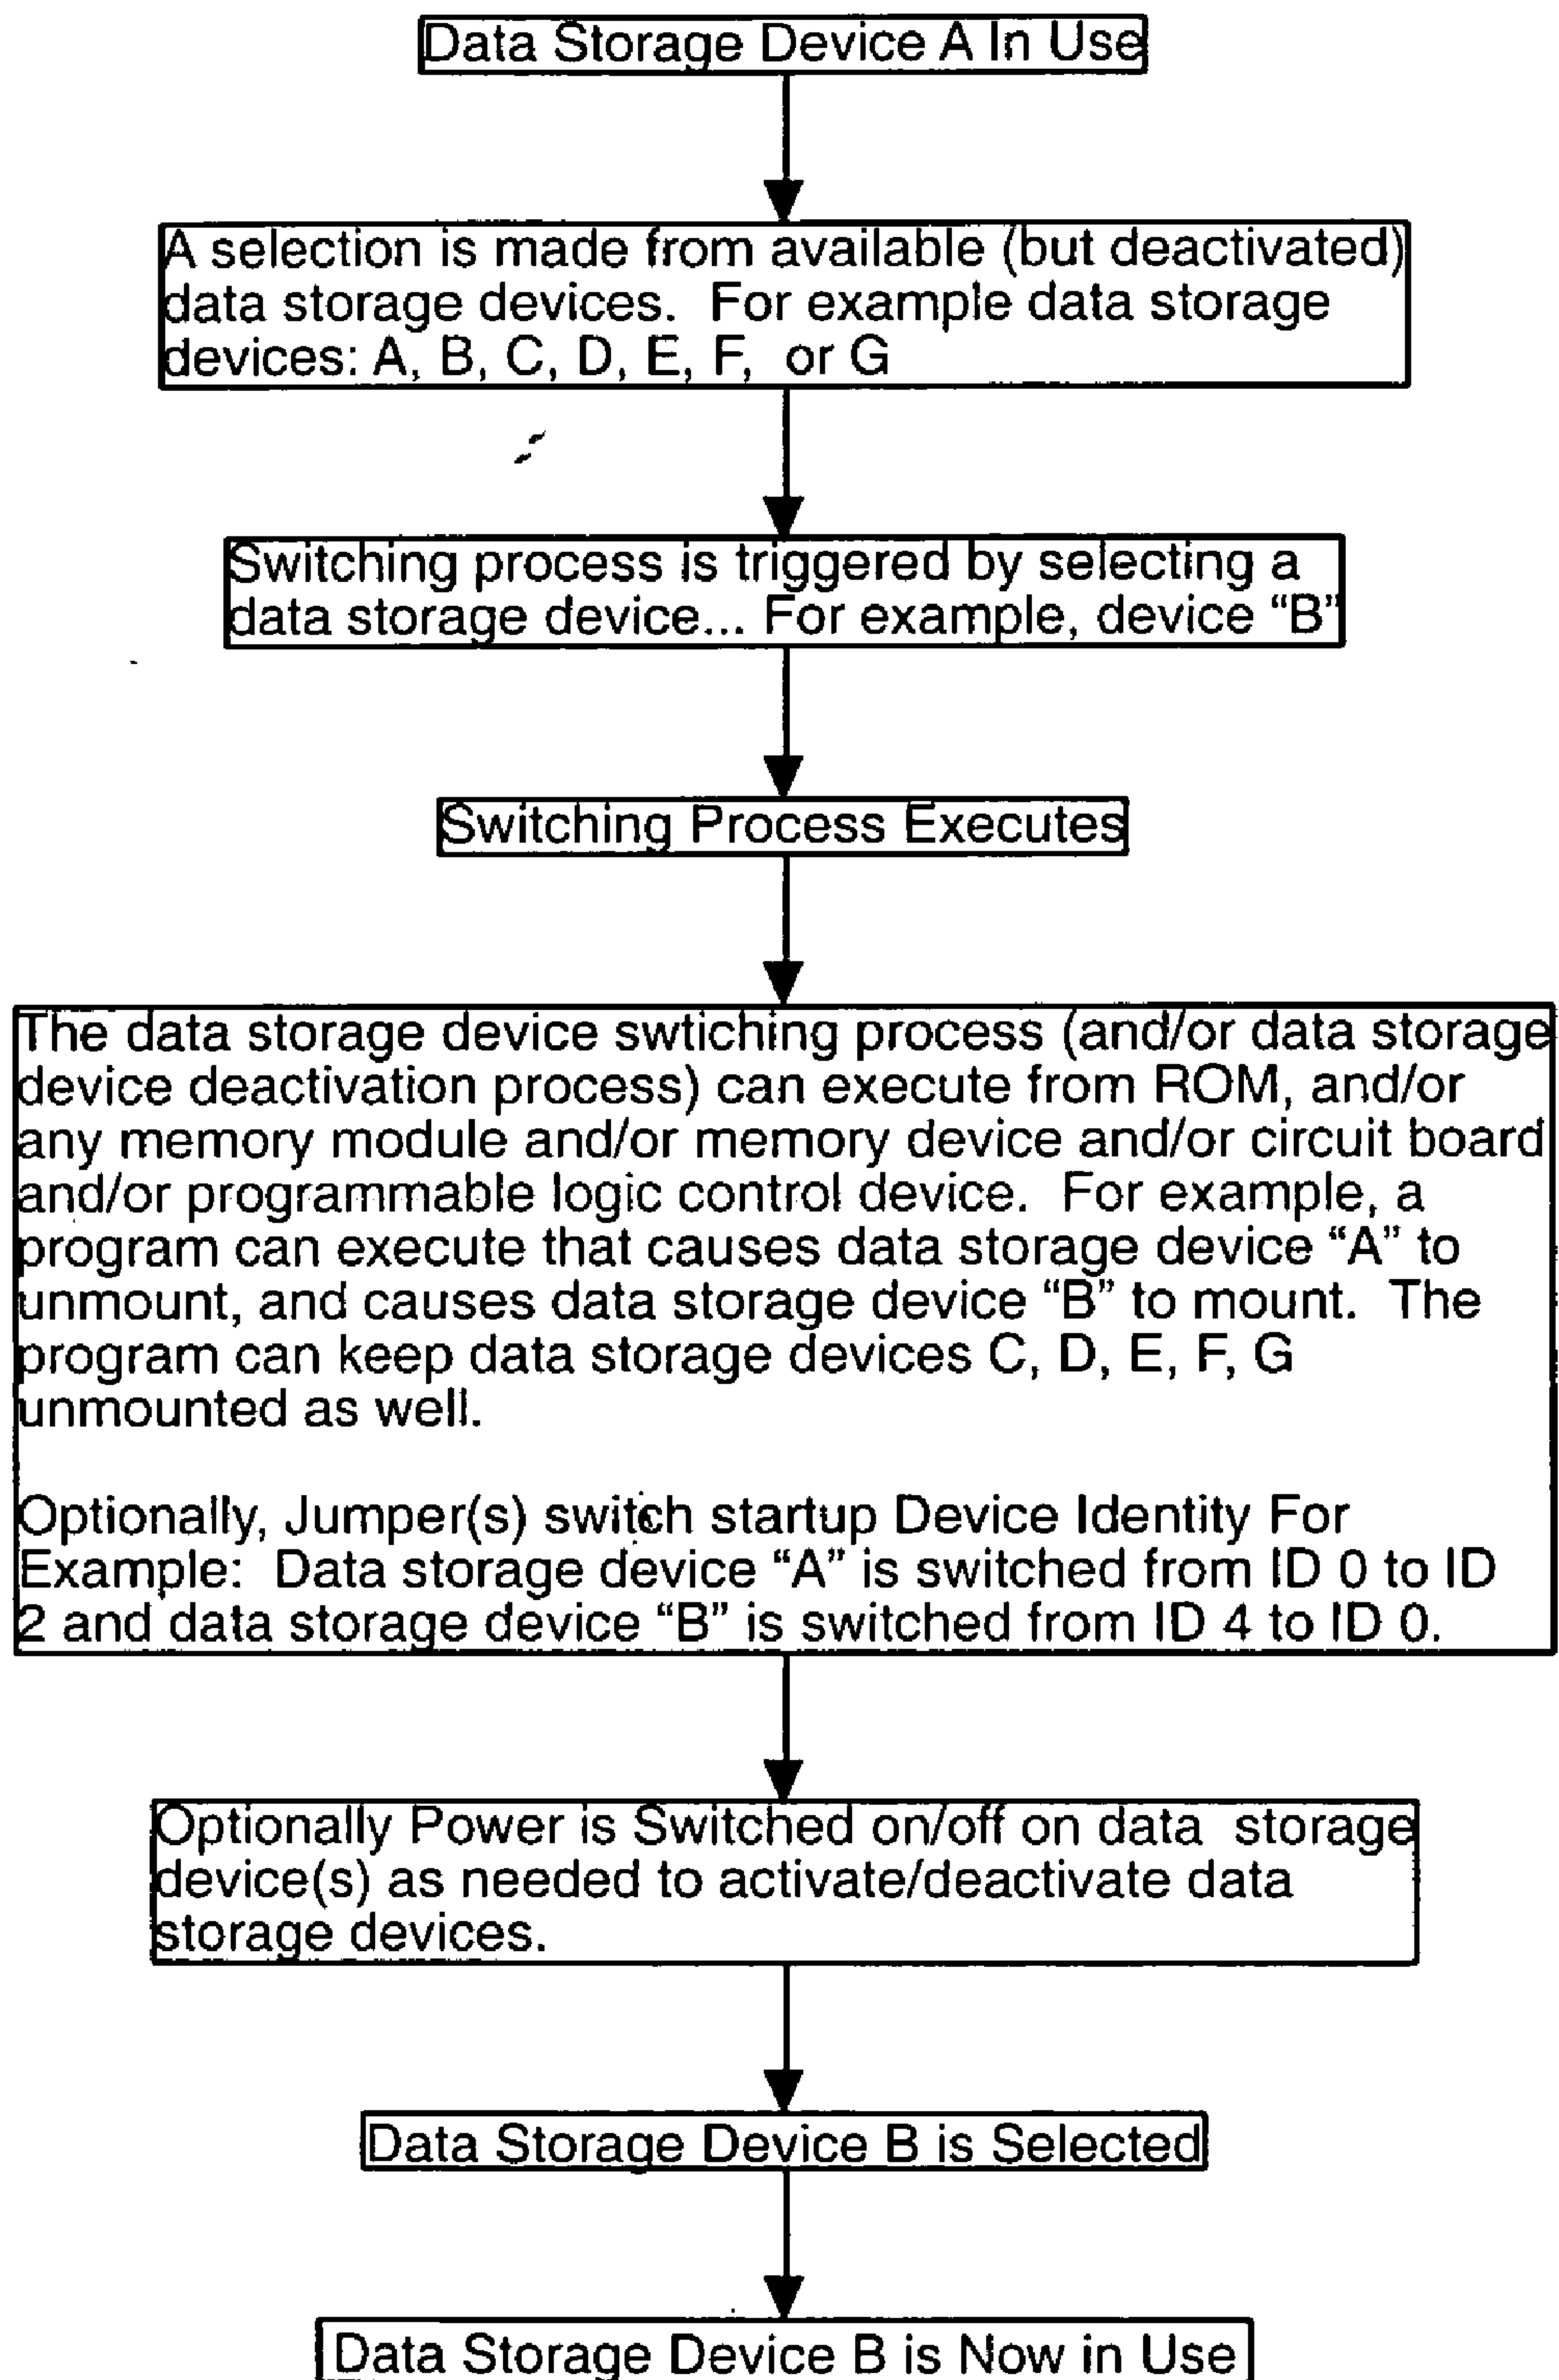 Data Storage Device A In Use
A selection is made from available (but deactivated)
data storage devices.  For example data storage
devices: A, B, C, D, E, F,  or G
Switching process is triggered by selecting a
data storage device... For example, device “B”
Switching Process Executes
The data storage device swtiching process (and/or data storage
device deactivation process) can execute from ROM, and/or
any memory module and/or memory device and/or circuit board
and/or programmable logic control device.  For example, a
program can execute that causes data storage device “A” to
unmount, and causes data storage device “B” to mount.  The
program can keep data storage devices C, D, E, F, G
unmounted as well.
Optionally, Jumper(s) switch startup Device Identity For
Example:  Data storage device “A” is switched from ID 0 to ID
2 and data storage device “B” is switched from ID 4 to ID 0.
Optionally Power is Switched on/off on data  storage
device(s) as needed to activate/deactivate data
storage devices.
Data Storage Device B is Selected
Data Storage Device B is Now in Use